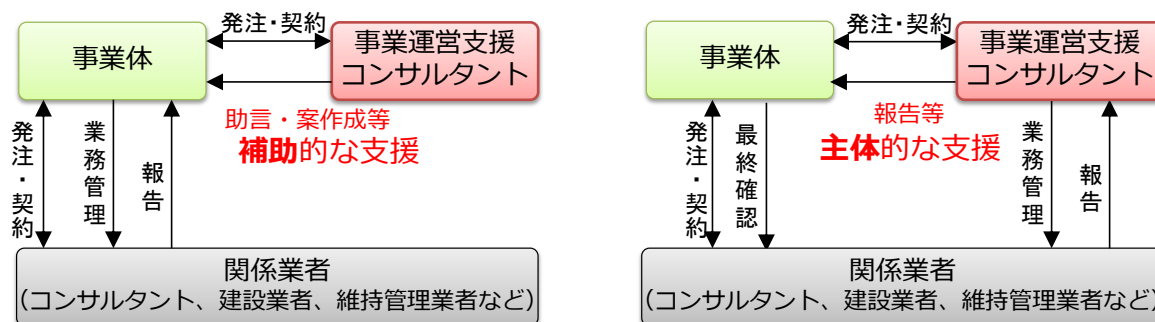 発注・契約
事業体
事業運営支援
コンサルタント
助言・案作成等
補助的な支援
発注・契約
業務管理
報告
関係業者
(コンサルタント、建設業者、維持管理業者など)
発注・契約
事業体
事業運営支援
コンサルタント
報告等
主体的な支援
発注・契約
最終確認
業務管理
報告
関係業者
(コンサルタント、建設業者、維持管理業者など)